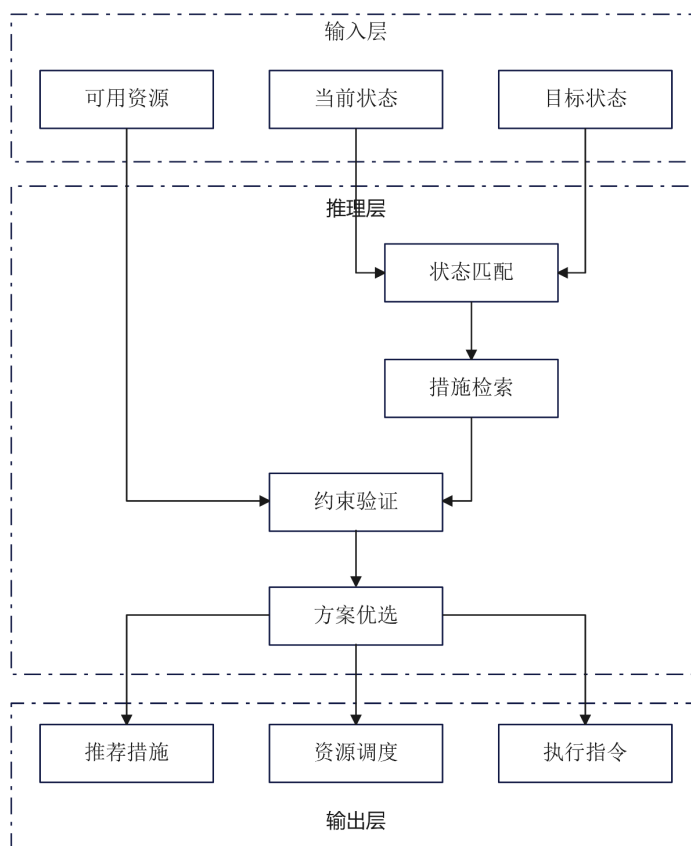 输入层
可用资源
当前状态
目标状态
推理层
状态匹配
措施检索
约束验证
方案优选
推荐措施
资源调度
执行指令
输出层